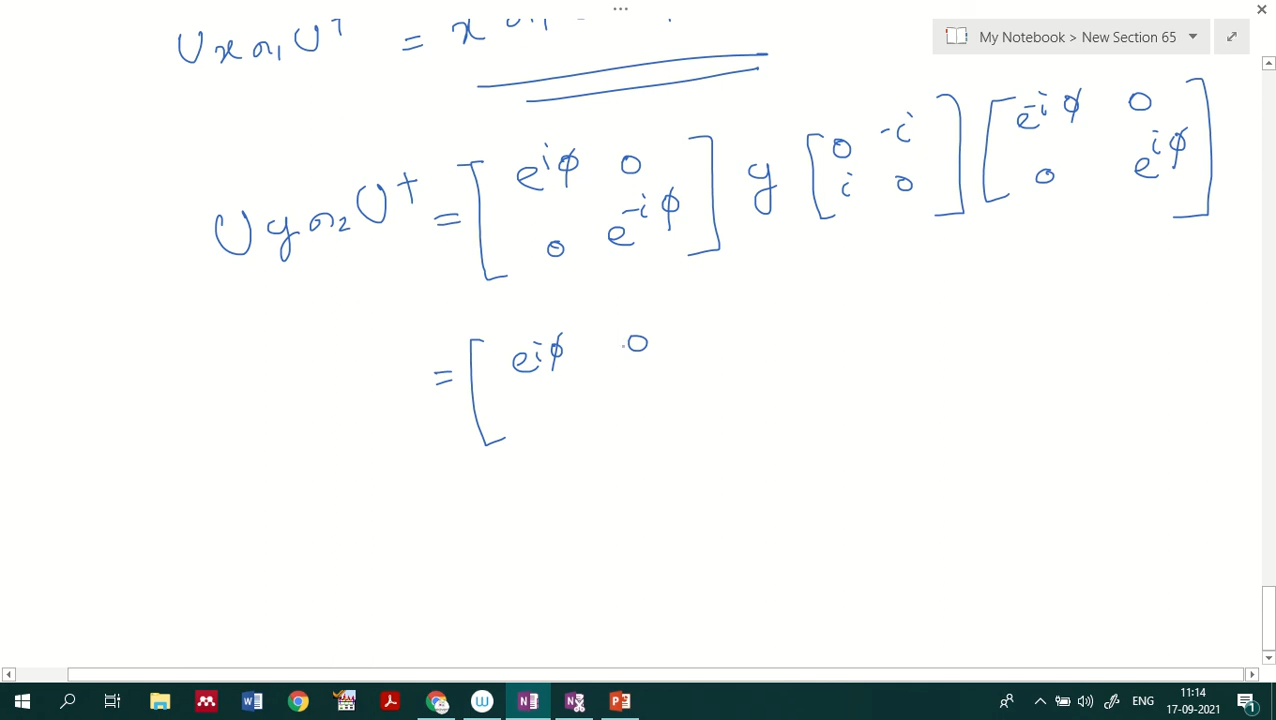 My Notebook > New Section 65
U x σ₁ U† = x
U y σ₂ U† = [ e^{iφ} 0 ; 0 e^{-iφ} ] y [ 0 -i ; i 0 ] [ e^{-iφ} 0 ; 0 e^{iφ} ]
= [ e^{iφ} 0
ENG
11:14
17-09-2021
1